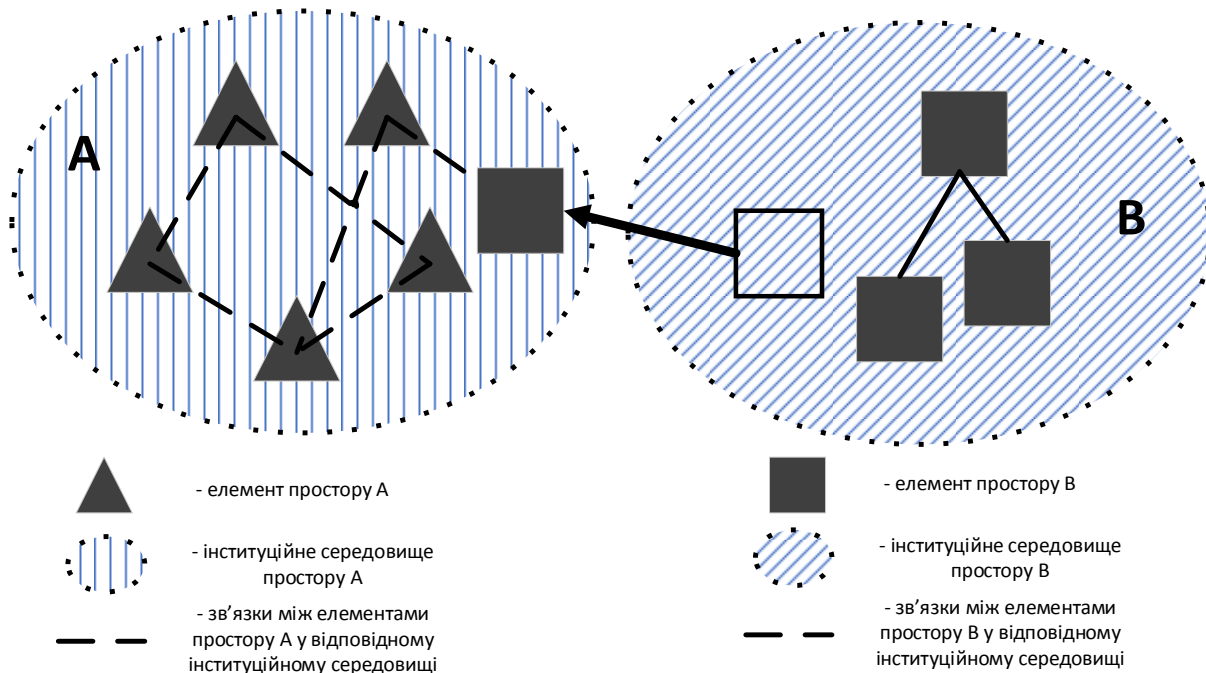 A
B
- елемент простору А
- інституційне середовище
простору А
- зв’язки між елементами
простору А у відповідному
інституційному середовищі
- елемент простору В
- інституційне середовище
простору В
- зв’язки між елементами
простору В у відповідному
інституційному середовищі